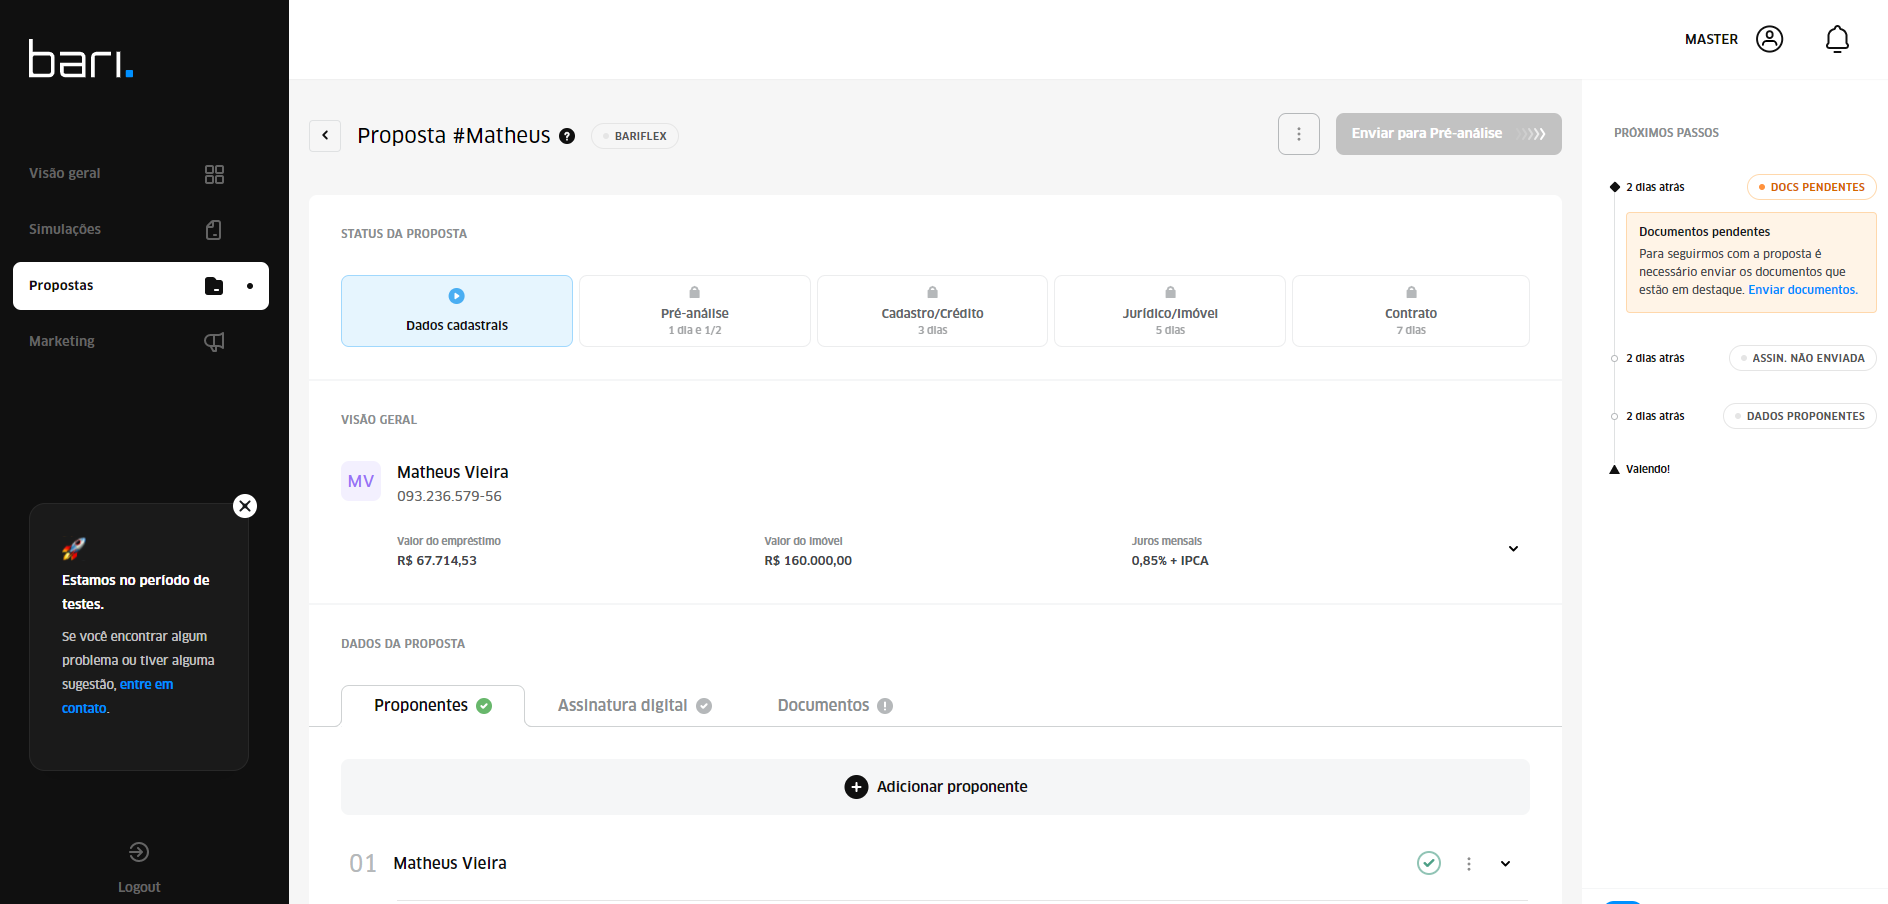 bari.
Visão geral
Simulações
Propostas
Marketing
Estamos no período de
testes.
Se você encontrar algum
problema ou tiver alguma
sugestão, entre em
contato.
Logout
MASTER
Proposta #Matheus ?
BARIFLEX
Enviar para Pré-análise
STATUS DA PROPOSTA
Dados cadastrais
Pré-análise
1 dia e 1/2
Cadastro/Crédito
3 dias
Jurídico/Imóvel
5 dias
Contrato
7 dias
VISÃO GERAL
MV
Matheus Vieira
093.236.579-56
Valor do empréstimo
R$ 67.714,53
Valor do imóvel
R$ 160.000,00
Juros mensais
0,85% + IPCA
DADOS DA PROPOSTA
Proponentes
Assinatura digital
Documentos !
Adicionar proponente
01 Matheus Vieira
PRÓXIMOS PASSOS
2 dias atrás
DOCS PENDENTES
Documentos pendentes
Para seguirmos com a proposta é
necessário enviar os documentos que
estão em destaque. Enviar documentos.
2 dias atrás
ASSIN. NÃO ENVIADA
2 dias atrás
DADOS PROPONENTES
Valendo!